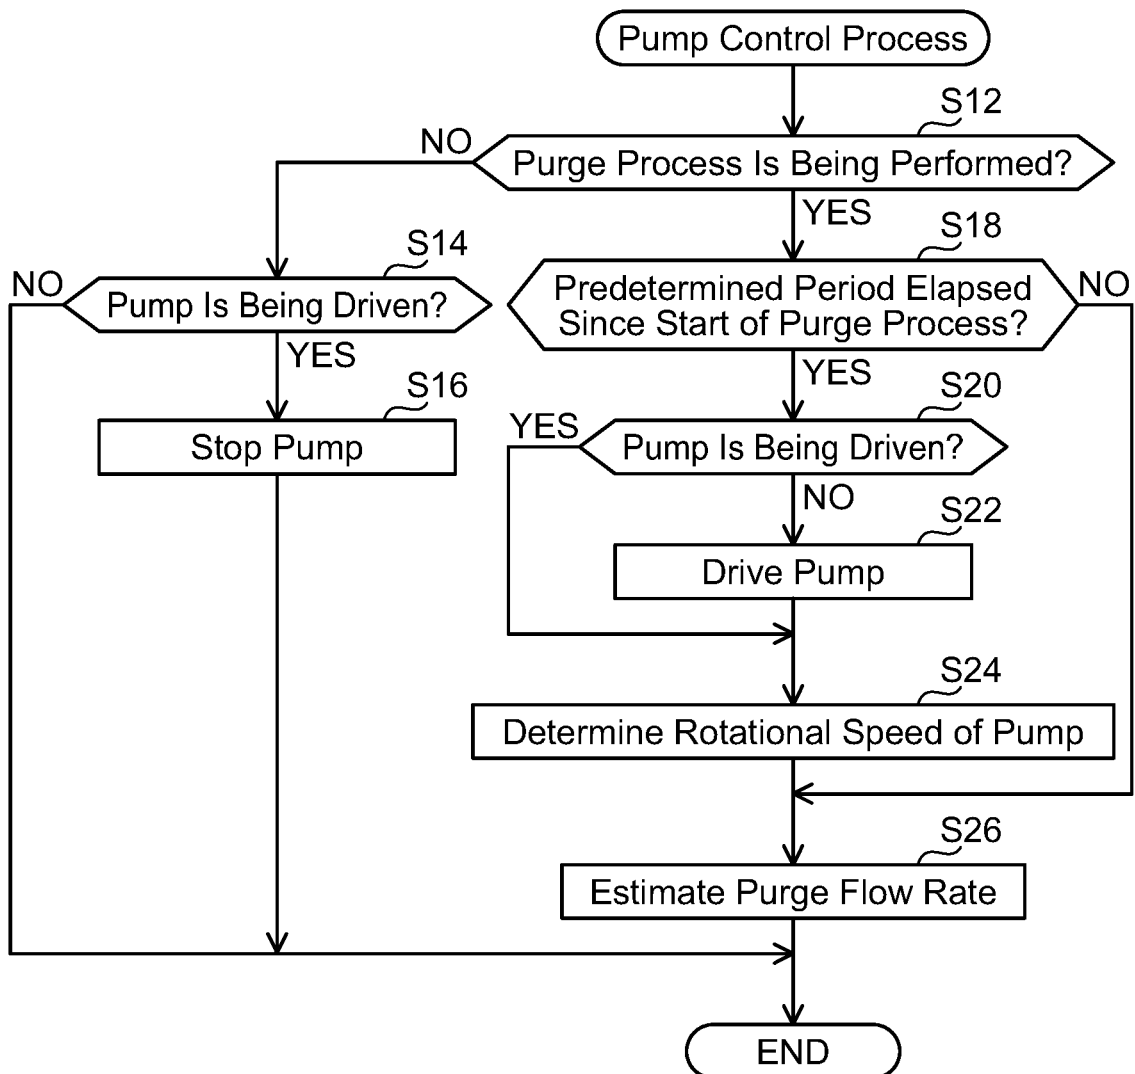 Pump Control Process
S12
NO
Purge Process Is Being Performed?
YES
S14
S18
NO
Pump Is Being Driven?
Predetermined Period Elapsed
Since Start of Purge Process?
NO
YES
YES
S16
S20
Stop Pump
YES
Pump Is Being Driven?
NO
S22
Drive Pump
S24
Determine Rotational Speed of Pump
S26
Estimate Purge Flow Rate
END